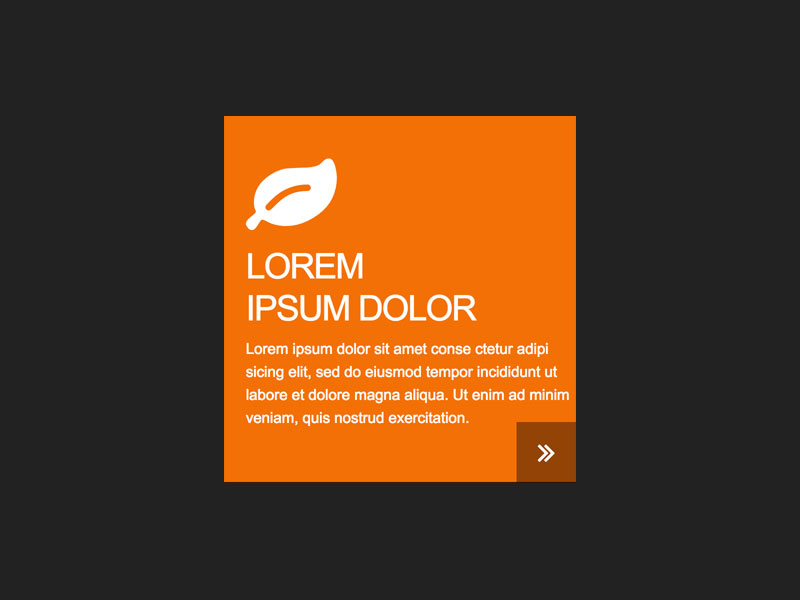 LOREM
IPSUM DOLOR
Lorem ipsum dolor sit amet conse ctetur adipi
sicing elit, sed do eiusmod tempor incididunt ut
labore et dolore magna aliqua. Ut enim ad minim
veniam, quis nostrud exercitation.